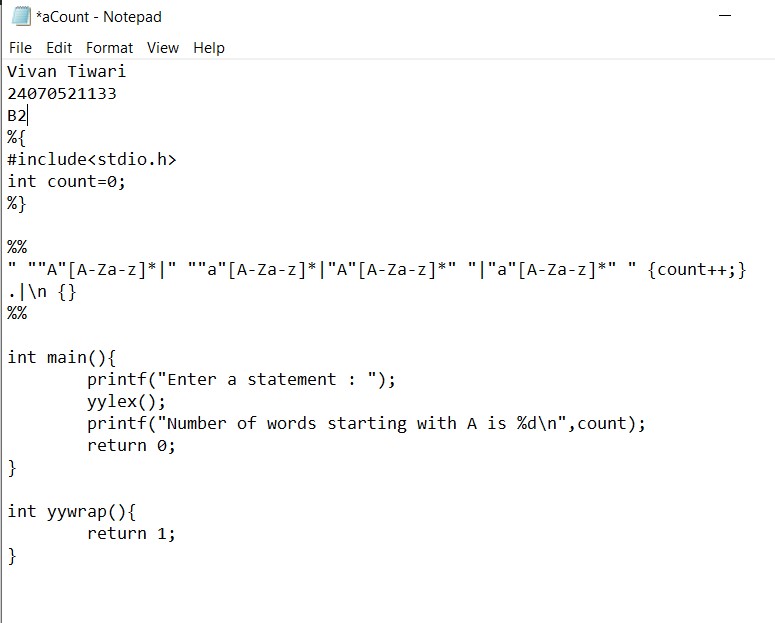 *aCount - Notepad
File Edit Format View Help
Vivan Tiwari
24070521133
B2
%{
#include<stdio.h>
int count=0;
%}
%%
" ""A"[A-Za-z]*|" ""a"[A-Za-z]*|"A"[A-Za-z]*" "|"a"[A-Za-z]*" " {count++;}
.|\n {}
%%
int main(){
        printf("Enter a statement : ");
        yylex();
        printf("Number of words starting with A is %d\n",count);
        return 0;
}
int yywrap(){
        return 1;
}